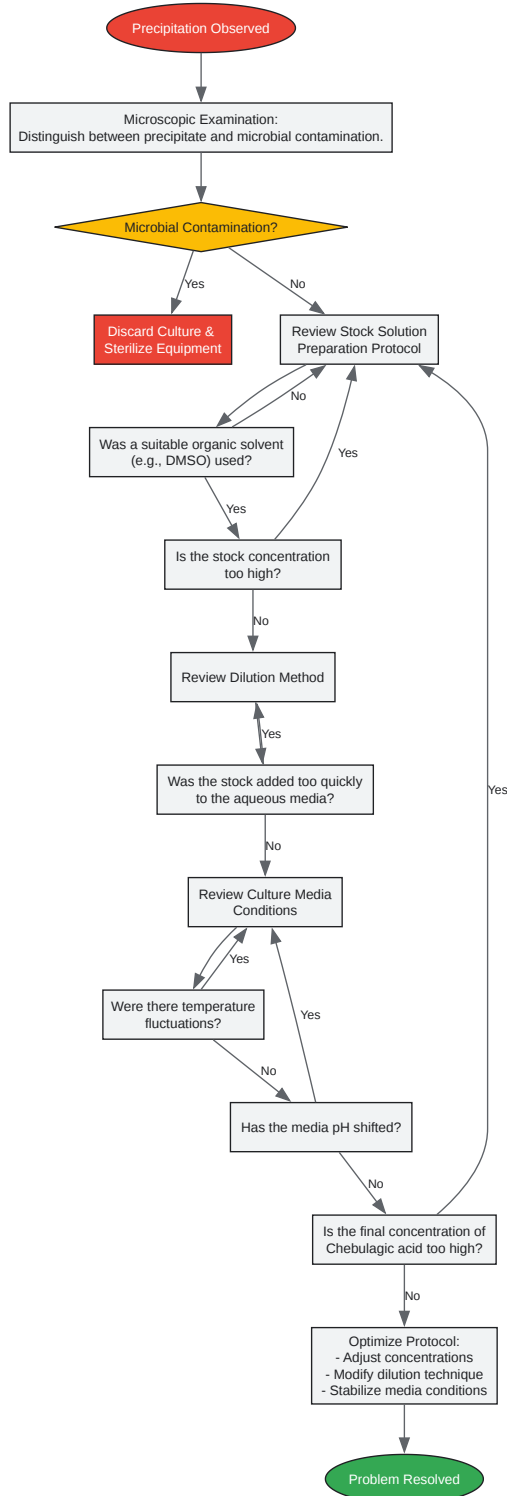 Precipitation Observed
Microscopic Examination:
Distinguish between precipitate and microbial contamination.
Microbial Contamination?
Yes
No
Discard Culture &
Sterilize Equipment
Review Stock Solution
Preparation Protocol
No
Was a suitable organic solvent
(e.g., DMSO) used?
Yes
Yes
Is the stock concentration
too high?
No
Review Dilution Method
Yes
Was the stock added too quickly
to the aqueous media?
Yes
No
Review Culture Media
Conditions
Yes
Were there temperature
fluctuations?
Yes
No
Has the media pH shifted?
No
Is the final concentration of
Chebulagic acid too high?
No
Optimize Protocol:
- Adjust concentrations
- Modify dilution technique
- Stabilize media conditions
Problem Resolved